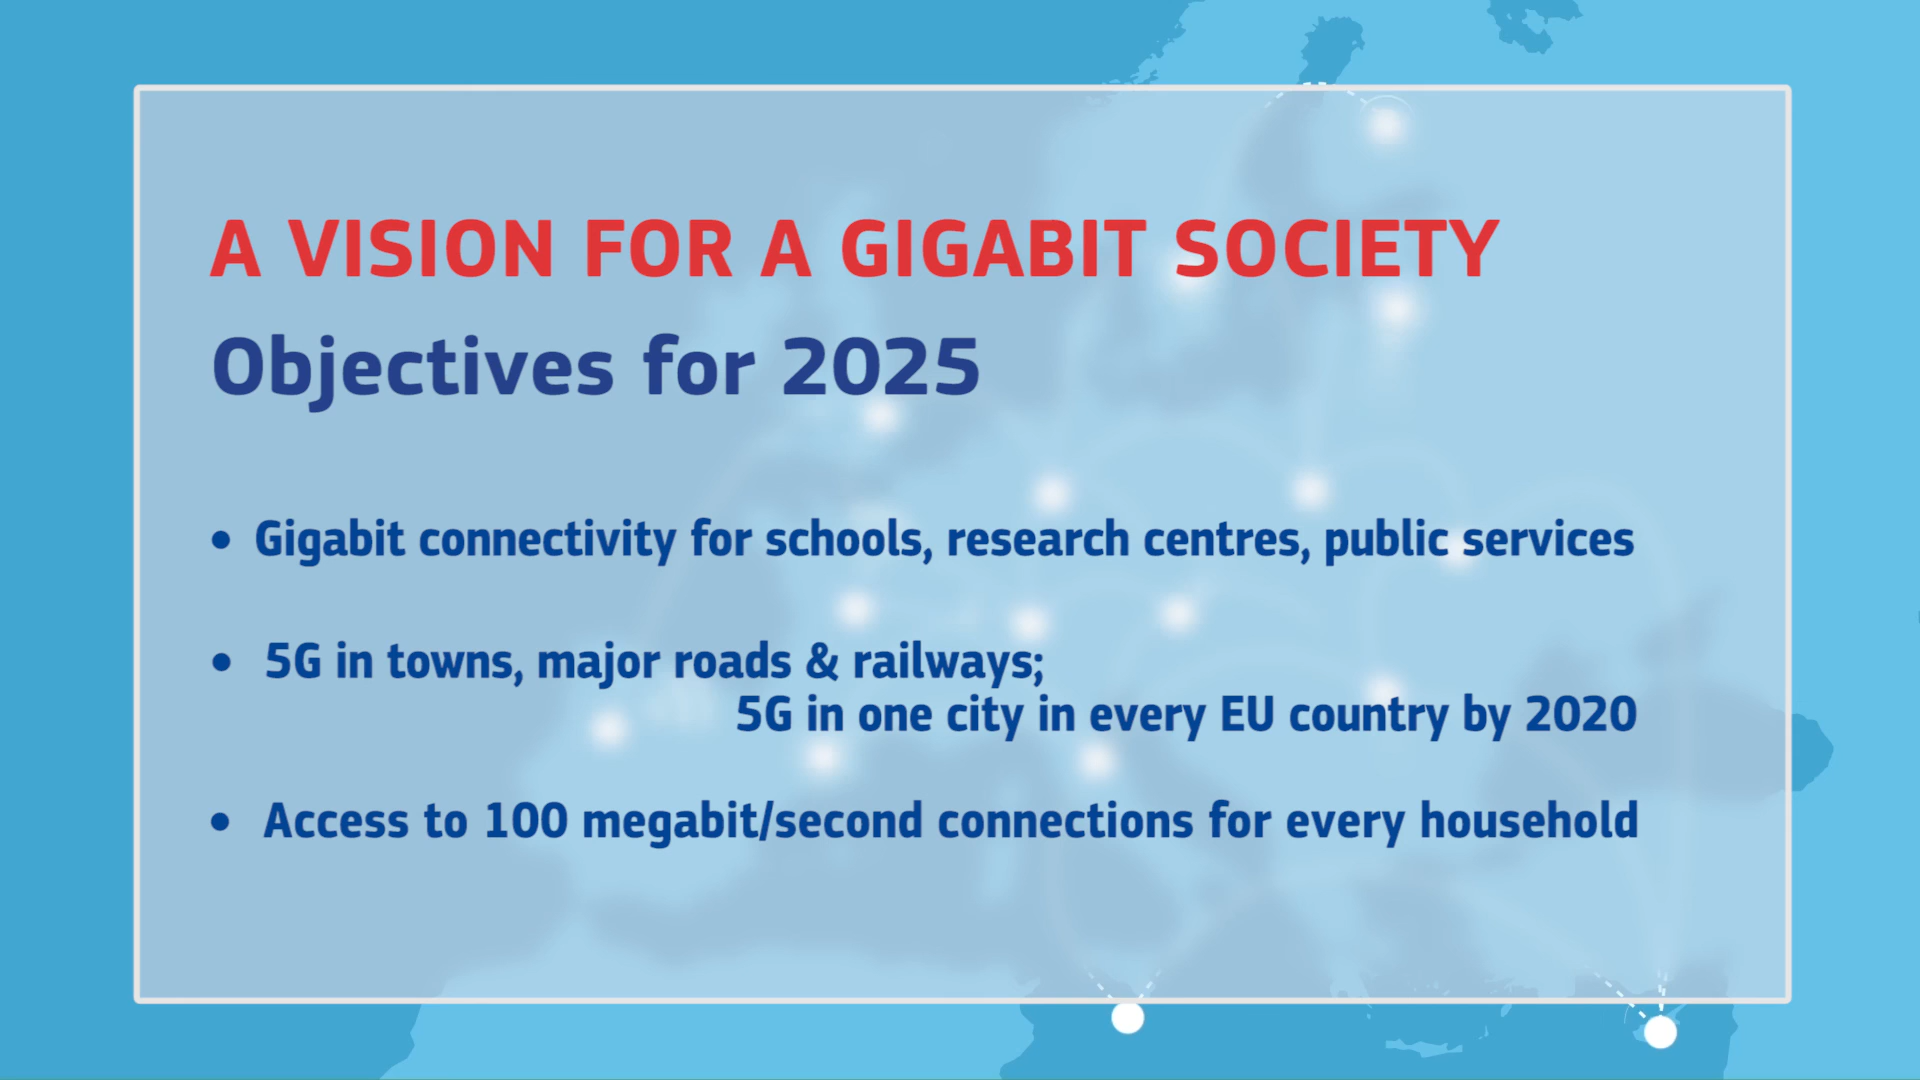 A VISION FOR A GIGABIT SOCIETY
Objectives for 2025
• Gigabit connectivity for schools, research centres, public services
• 5G in towns, major roads & railways;
5G in one city in every EU country by 2020
• Access to 100 megabit/second connections for every household